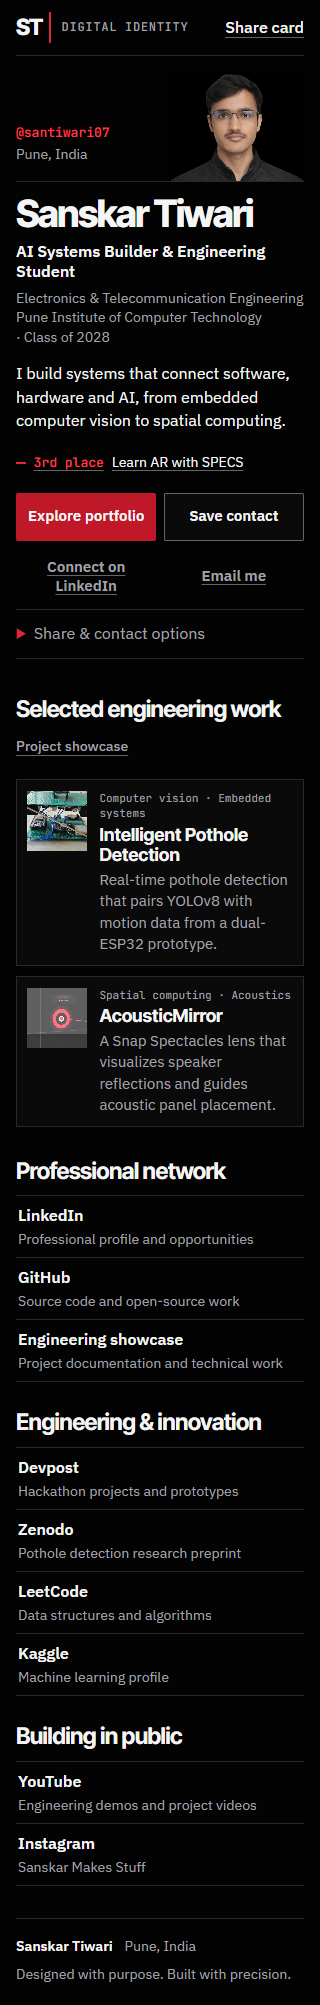 ST DIGITAL IDENTITY Share card
@santiwari07
Pune, India
Sanskar Tiwari
AI Systems Builder & Engineering
Student
Electronics & Telecommunication Engineering
Pune Institute of Computer Technology
· Class of 2028
I build systems that connect software,
hardware and AI, from embedded
computer vision to spatial computing.
— 3rd place Learn AR with SPECS
Explore portfolio Save contact
Connect on
LinkedIn
Email me
Share & contact options
Selected engineering work
Project showcase
Computer vision · Embedded
systems
Intelligent Pothole
Detection
Real-time pothole detection
that pairs YOLOv8 with
motion data from a dual-
ESP32 prototype.
Spatial computing · Acoustics
AcousticMirror
A Snap Spectacles lens that
visualizes speaker
reflections and guides
acoustic panel placement.
Professional network
LinkedIn
Professional profile and opportunities
GitHub
Source code and open-source work
Engineering showcase
Project documentation and technical work
Engineering & innovation
Devpost
Hackathon projects and prototypes
Zenodo
Pothole detection research preprint
LeetCode
Data structures and algorithms
Kaggle
Machine learning profile
Building in public
YouTube
Engineering demos and project videos
Instagram
Sanskar Makes Stuff
Sanskar Tiwari Pune, India
Designed with purpose. Built with precision.